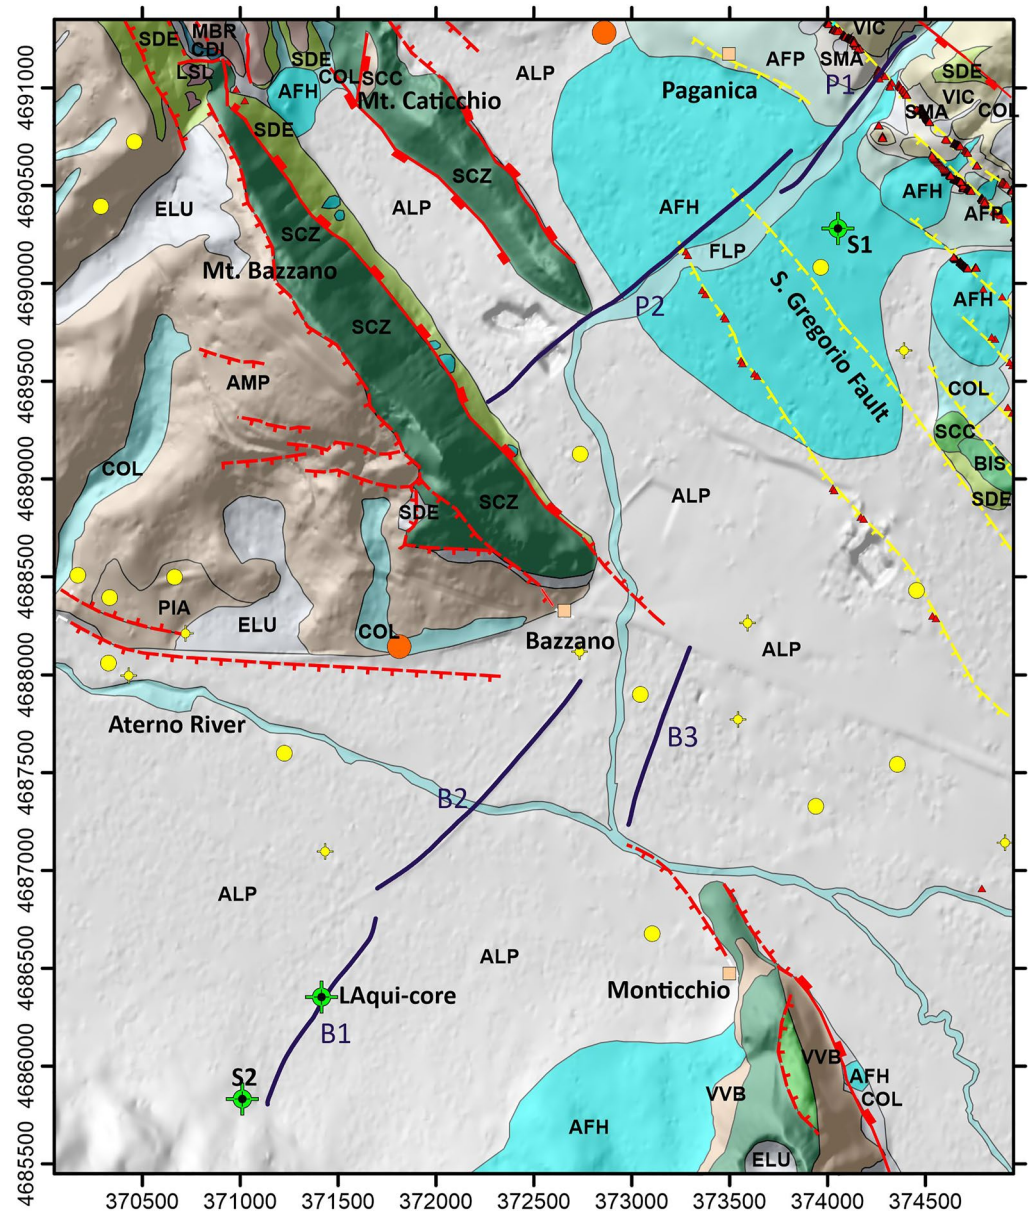 SDE
MBR
CDI
LSL
SDE
COL
SCC
AFH
Mt. Caticchio
ALP
AFP
VIC
SMA
P1
SDE
VIC
SMA
COL
Paganica
SDE
SCZ
ELU
ALP
AFH
AFH
AFP
SCZ
S1
FLP
Mt. Bazzano
P2
AFH
S. Gregorio Fault
SCZ
AMP
COL
SCC
COL
BIS
SDE
SCZ
SDE
ALP
PIA
ELU
COL
Bazzano
ALP
Aterno River
B3
B2
ALP
ALP
Monticchio
LAqui-core
B1
S2
VVB
AFH
COL
VVB
AFH
ELU
4691000
4690500
4690000
4689500
4689000
4688500
4688000
4687500
4687000
4686500
4686000
4685500
370500
371000
371500
372000
372500
373000
373500
374000
374500